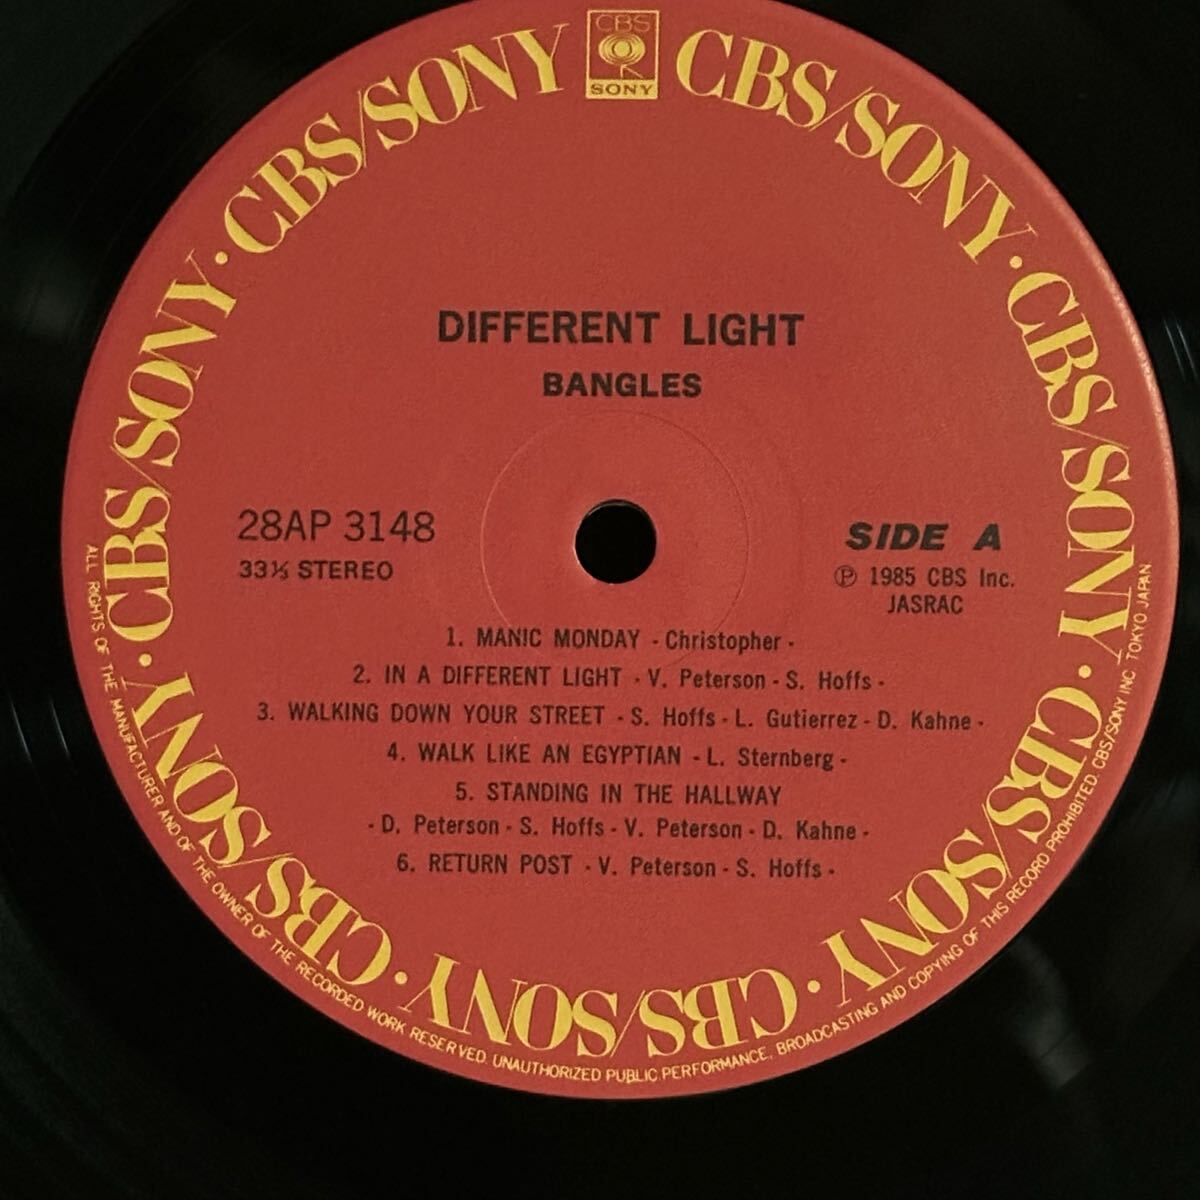 CBS
SONY
CBS/SONY · CBS/SONY · CBS/SONY · CBS/SONY · CBS/SONY · CBS/SONY · CBS/SONY · CBS/SONY
DIFFERENT LIGHT
BANGLES
28AP 3148
33⅓ STEREO
SIDE A
Ⓟ 1985 CBS Inc.
JASRAC
1. MANIC MONDAY - Christopher -
2. IN A DIFFERENT LIGHT - V. Peterson - S. Hoffs -
3. WALKING DOWN YOUR STREET - S. Hoffs - L. Gutierrez - D. Kahne -
4. WALK LIKE AN EGYPTIAN - L. Sternberg -
5. STANDING IN THE HALLWAY
- D. Peterson - S. Hoffs - V. Peterson - D. Kahne -
6. RETURN POST - V. Peterson - S. Hoffs -
ALL RIGHTS OF THE MANUFACTURER AND OF THE OWNER OF THE RECORDED WORK RESERVED. UNAUTHORIZED PUBLIC PERFORMANCE, BROADCASTING AND COPYING OF THIS RECORD PROHIBITED. CBS/SONY INC TOKYO JAPAN